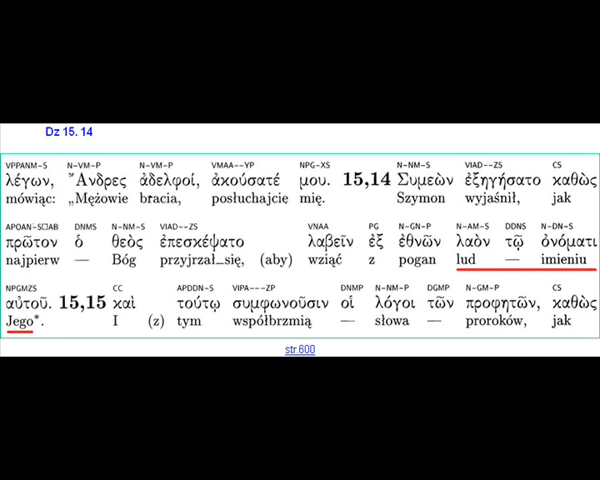 Dz 15. 14
VPPANM-S N-VM-P N-VM-P VMAA--YP NPG-XS N-NM-S VIAD--ZS CS
λέγων, Ἄνδρες ἀδελφοί, ἀκούσατέ μου. 15,14 Συμεὼν ἐξηγήσατο καθὼς
mówiąc: „Mężowie bracia, posłuchajcie mię. Szymon wyjaśnił, jak
APOAN-S□AB DNMS N-NM-S VIAD--ZS VNAA PG N-GN-P N-AM-S DDNS N-DN-S
πρῶτον ὁ θεὸς ἐπεσκέψατο λαβεῖν ἐξ ἐθνῶν λαὸν τῷ ὀνόματι
najpierw — Bóg przyjrzał_się, (aby) wziąć z pogan lud — imieniu
NPGMZS CC APDDN-S VIPA--ZP DNMP N-NM-P DGMP N-GM-P CS
αὐτοῦ. 15,15 καὶ τούτῳ συμφωνοῦσιν οἱ λόγοι τῶν προφητῶν, καθὼς
Jego*. I (z) tym współbrzmią — słowa — proroków, jak
str.600